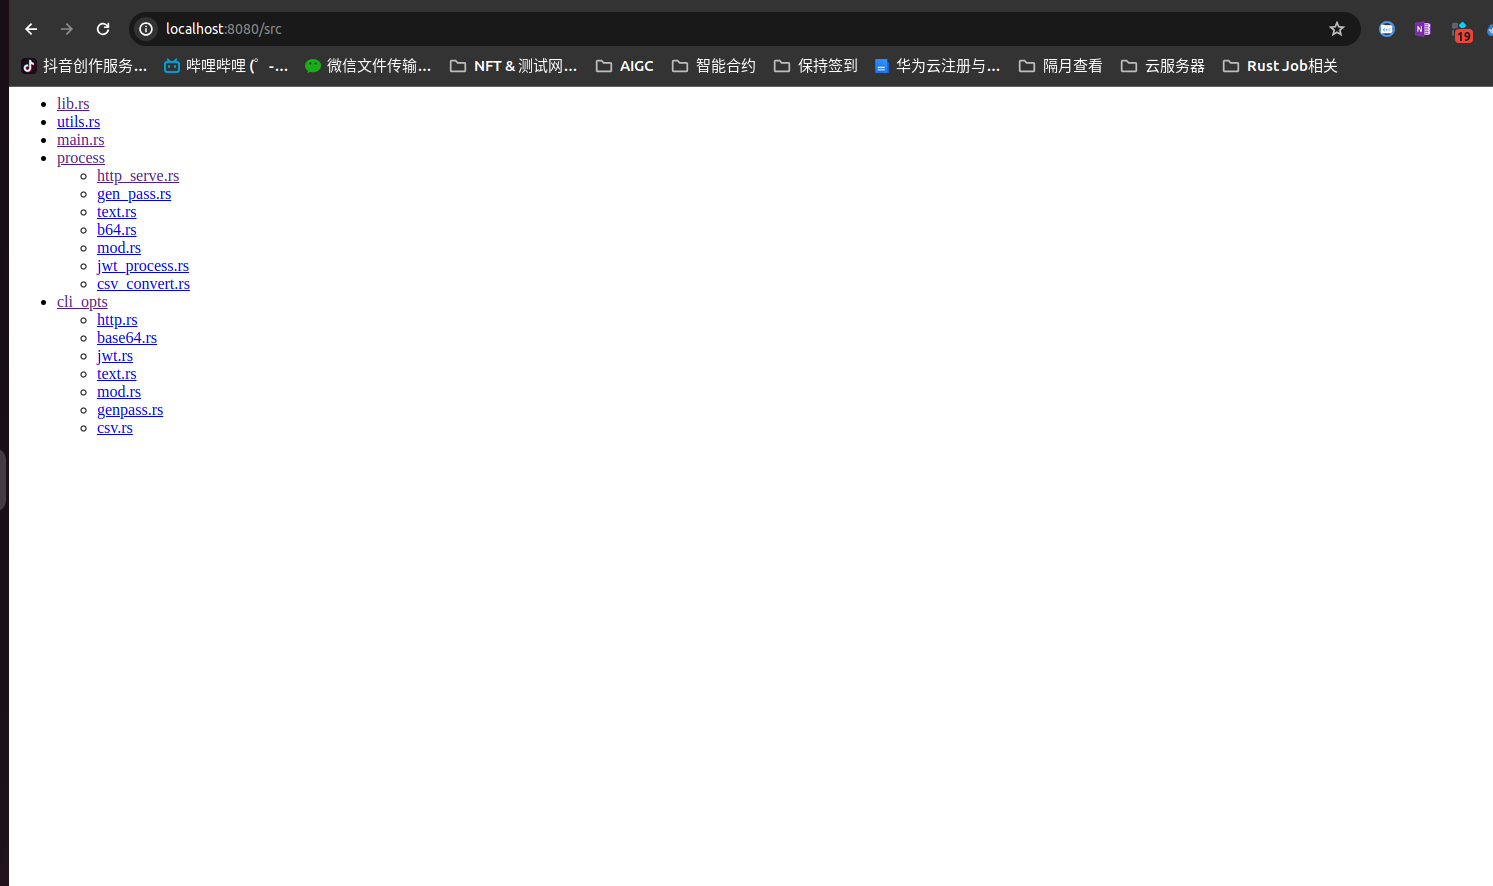 localhost:8080/src
19
抖音创作服务...
哔哩哔哩 (゜-...
微信文件传输...
NFT & 测试网...
AIGC
智能合约
保持签到
华为云注册与...
隔月查看
云服务器
Rust Job相关
lib.rs
utils.rs
main.rs
process
http_serve.rs
gen_pass.rs
text.rs
b64.rs
mod.rs
jwt_process.rs
csv_convert.rs
cli_opts
http.rs
base64.rs
jwt.rs
text.rs
mod.rs
genpass.rs
csv.rs